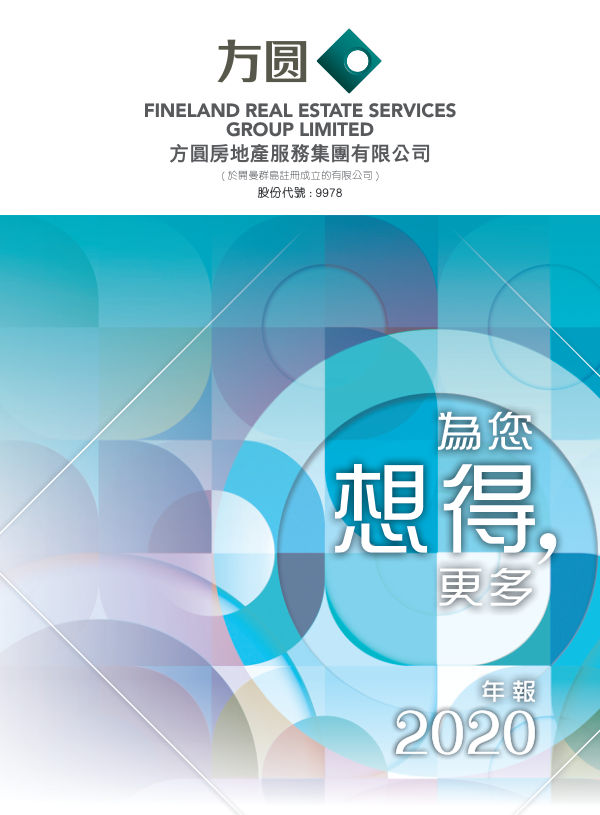 方圆
FINELAND REAL ESTATE SERVICES
GROUP LIMITED
方圓房地產服務集團有限公司
(於開曼群島註冊成立的有限公司)
股份代號 : 9978
為您
想得,
更多
年報
2020